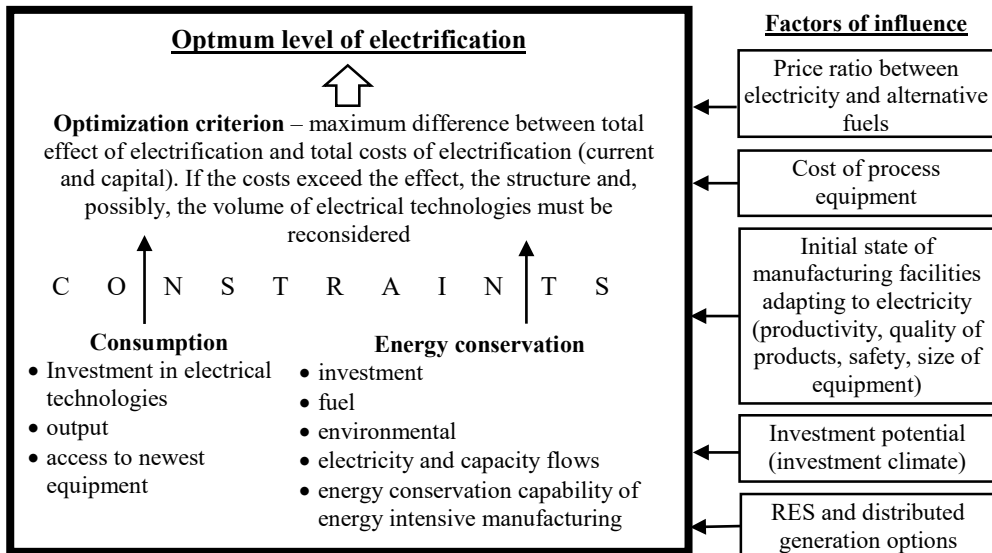 Optmum level of electrification
Optimization criterion – maximum difference between total
effect of electrification and total costs of electrification (current
and capital). If the costs exceed the effect, the structure and,
possibly, the volume of electrical technologies must be
reconsidered
C O N S T R A I N T S
Consumption
• Investment in electrical
technologies
• output
• access to newest
equipment
Energy conservation
• investment
• fuel
• environmental
• electricity and capacity flows
• energy conservation capability of
energy intensive manufacturing
Factors of influence
Price ratio between
electricity and alternative
fuels
Cost of process
equipment
Initial state of
manufacturing facilities
adapting to electricity
(productivity, quality of
products, safety, size of
equipment)
Investment potential
(investment climate)
RES and distributed
generation options